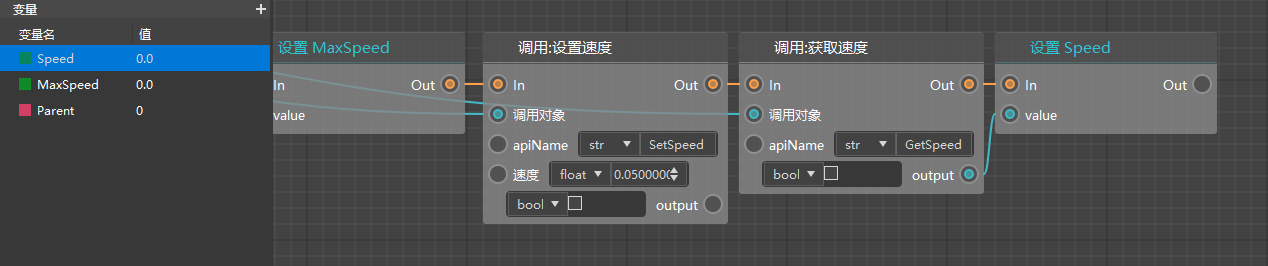 变量
变量名 值
Speed 0.0
MaxSpeed 0.0
Parent 0
设置 MaxSpeed
In Out
value
调用:设置速度
In Out
调用对象
apiName str SetSpeed
速度 float 0.0500000
bool output
调用:获取速度
In Out
调用对象
apiName str GetSpeed
bool output
设置 Speed
In Out
value